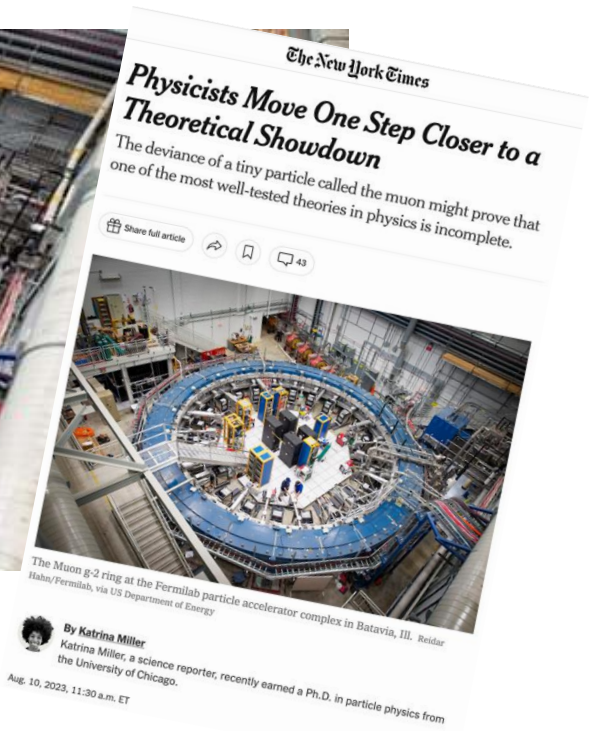 The New York Times
Physicists Move One Step Closer to a
Theoretical Showdown
The deviance of a tiny particle called the muon might prove that
one of the most well-tested theories in physics is incomplete.
Share full article
43
The Muon g-2 ring at the Fermilab particle accelerator complex in Batavia, Ill. Reidar
Hahn/Fermilab, via US Department of Energy
By Katrina Miller
Katrina Miller, a science reporter, recently earned a Ph.D. in particle physics from
the University of Chicago.
Aug. 10, 2023, 11:30 a.m. ET